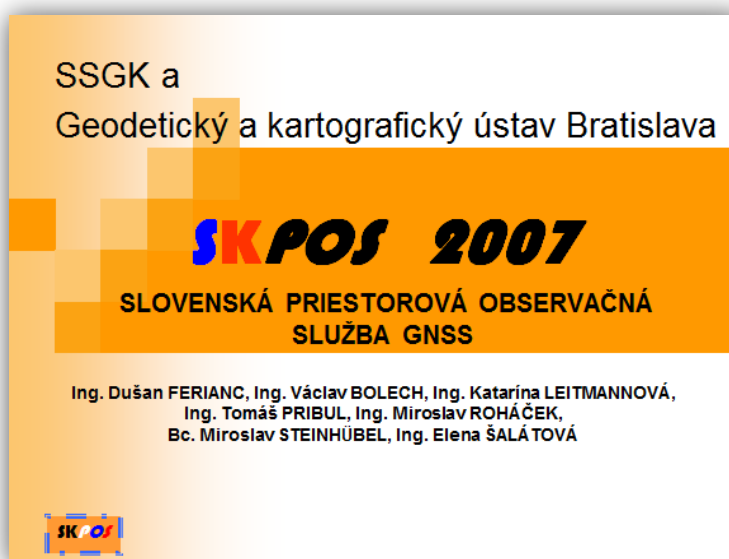 SSGK a
Geodetický a kartografický ústav Bratislava
SKPOS 2007
SLOVENSKÁ PRIESTOROVÁ OBSERVAČNÁ
SLUŽBA GNSS
Ing. Dušan FERIANC, Ing. Václav BOLECH, Ing. Katarína LEITMANNOVÁ,
Ing. Tomáš PRIBUL, Ing. Miroslav ROHÁČEK,
Bc. Miroslav STEINHÜBEL, Ing. Elena ŠALÁTOVÁ
SKPOS